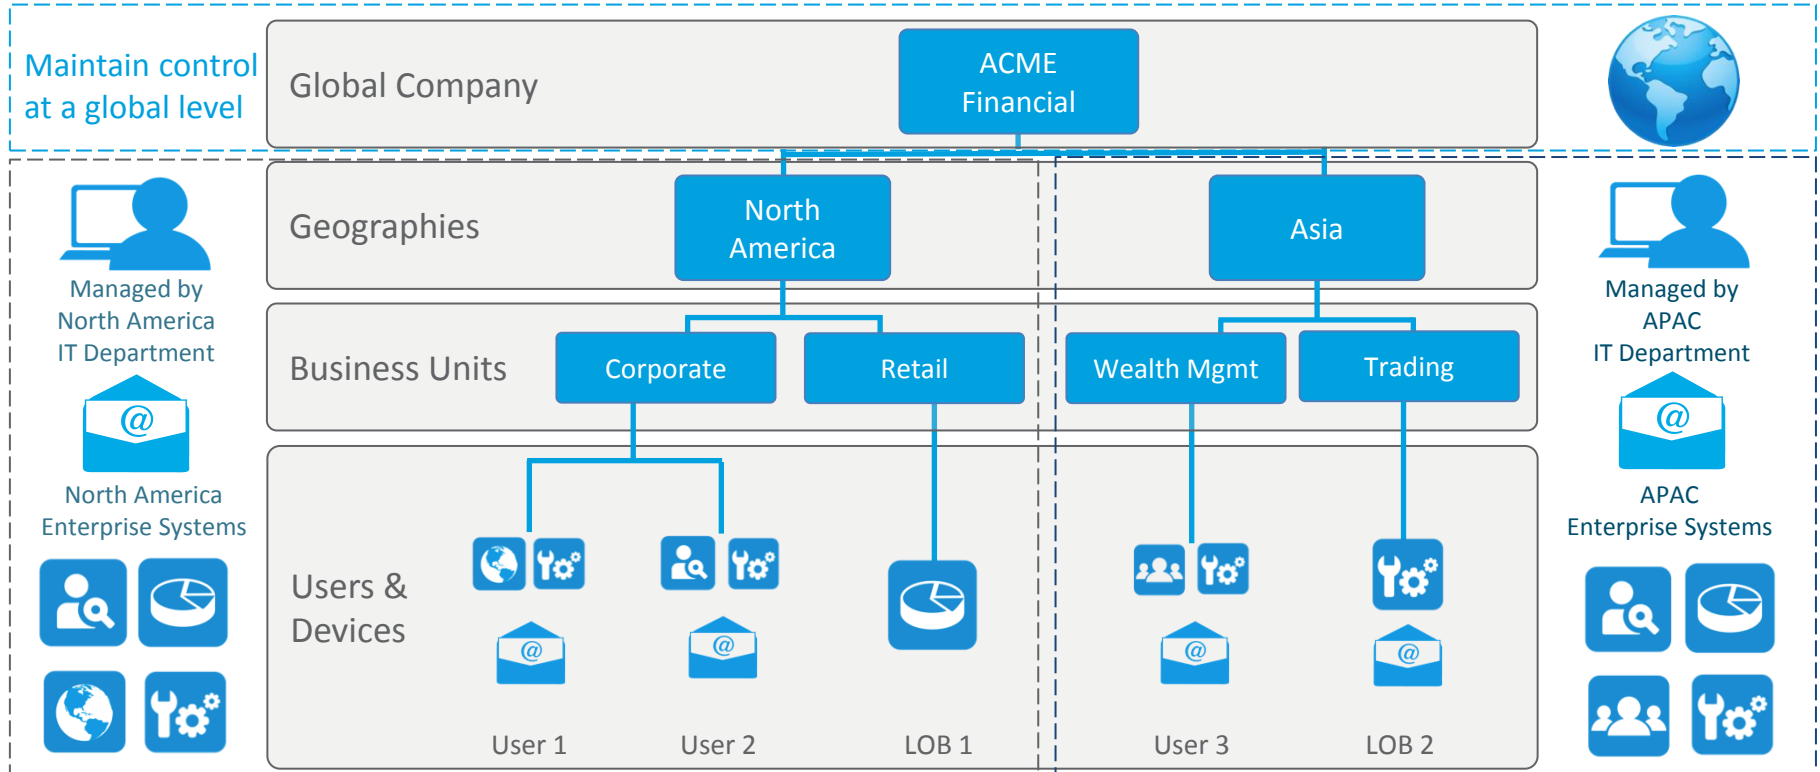 Maintain control
at a global level
Global Company
ACME
Financial
Managed by
North America
IT Department
@
North America
Enterprise Systems
Geographies
North
America
Asia
Business Units
Corporate
Retail
Wealth Mgmt
Trading
Users &
Devices
@
@
@
@
User 1
User 2
LOB 1
User 3
LOB 2
Managed by
APAC
IT Department
@
APAC
Enterprise Systems